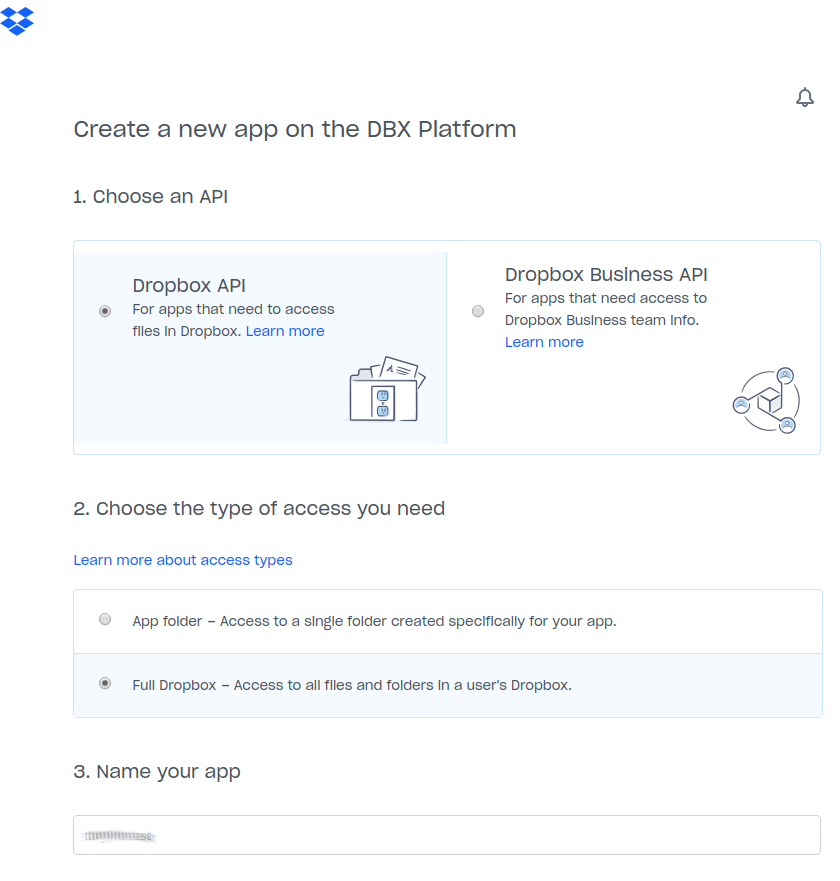 Create a new app on the DBX Platform
1. Choose an API
Dropbox API
For apps that need to access
files in Dropbox. Learn more
Dropbox Business API
For apps that need access to
Dropbox Business team info.
Learn more
2. Choose the type of access you need
Learn more about access types
App folder – Access to a single folder created specifically for your app.
Full Dropbox – Access to all files and folders in a user's Dropbox.
3. Name your app